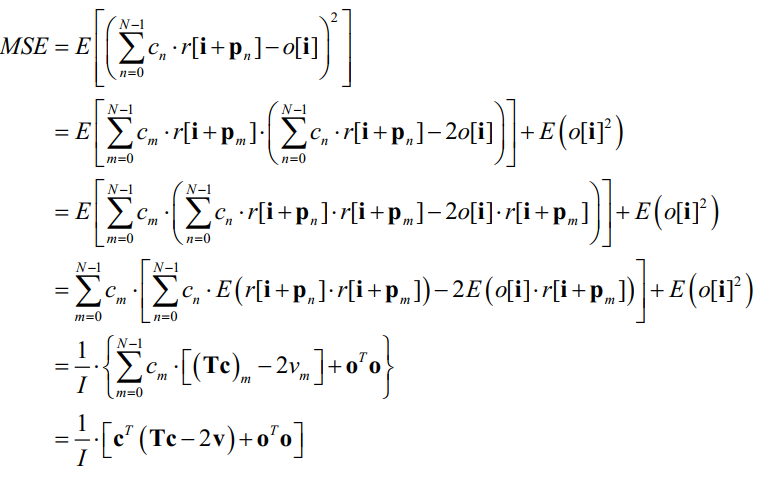 MSE = E[(∑_{n=0}^{N−1} c_n · r[i+p_n] − o[i])^2]
= E[∑_{m=0}^{N−1} c_m · r[i+p_m] · (∑_{n=0}^{N−1} c_n · r[i+p_n] − 2o[i])] + E(o[i]^2)
= E[∑_{m=0}^{N−1} c_m · (∑_{n=0}^{N−1} c_n · r[i+p_n] · r[i+p_m] − 2o[i] · r[i+p_m])] + E(o[i]^2)
= ∑_{m=0}^{N−1} c_m · [∑_{n=0}^{N−1} c_n · E(r[i+p_n] · r[i+p_m]) − 2E(o[i] · r[i+p_m])] + E(o[i]^2)
= 1/I · {∑_{m=0}^{N−1} c_m · [(Tc)_m − 2v_m] + o^T o}
= 1/I · [c^T (Tc − 2v) + o^T o]